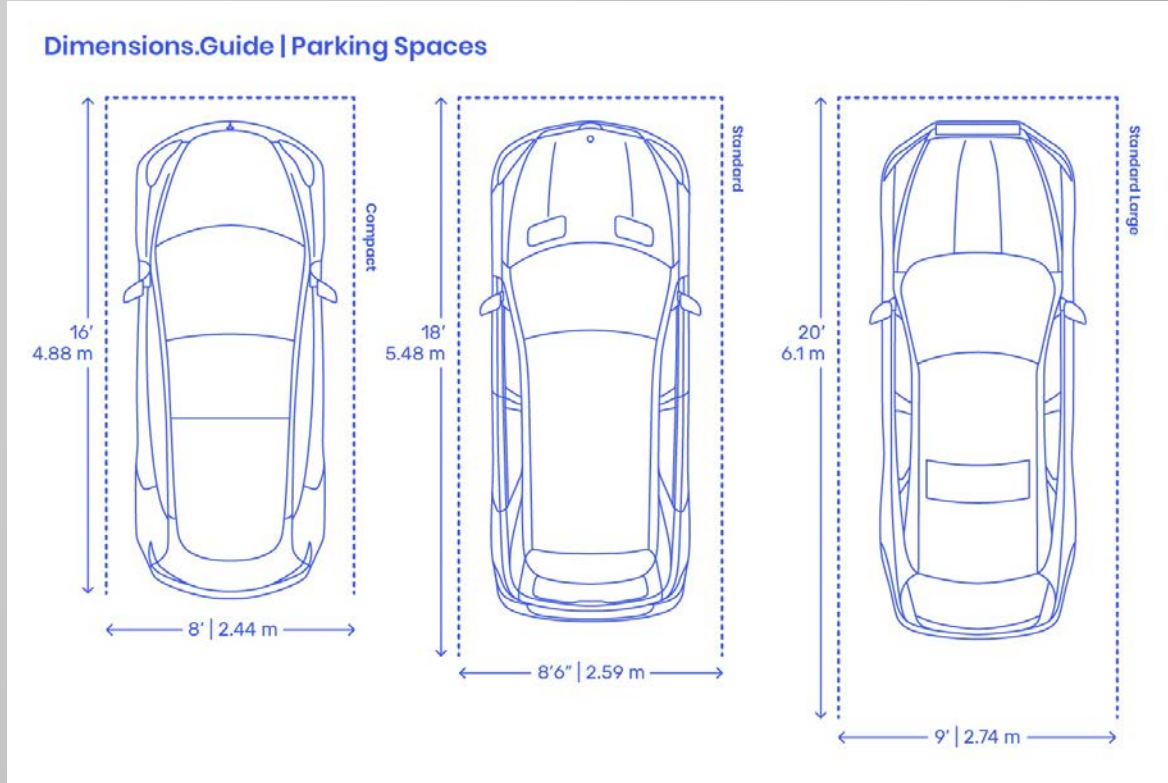 Dimensions.Guide | Parking Spaces
Compact
16'
4.88 m
8' | 2.44 m
Standard
18'
5.48 m
8'6" | 2.59 m
Standard Large
20'
6.1 m
9' | 2.74 m